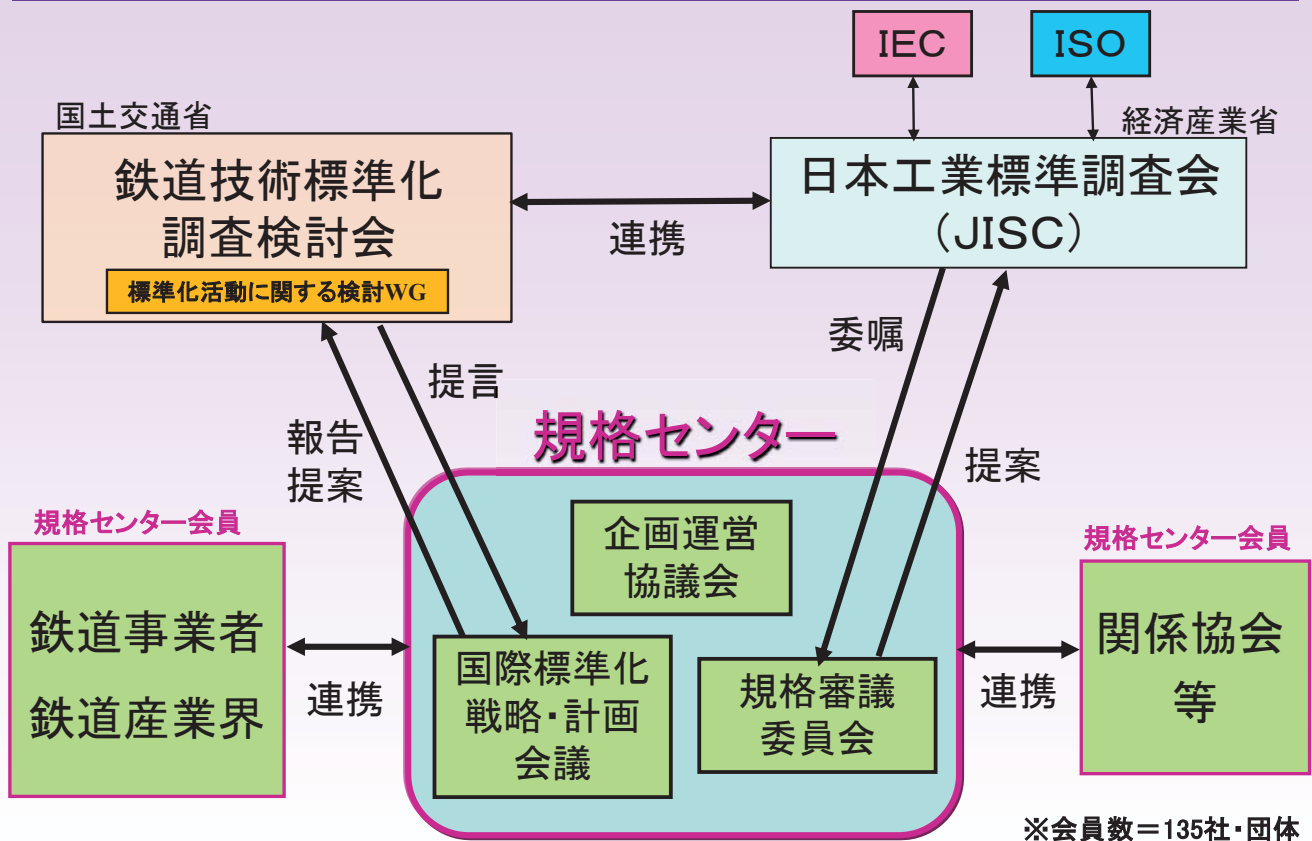 IEC
ISO
国土交通省
経済産業省
鉄道技術標準化
調査検討会
標準化活動に関する検討WG
連携
日本工業標準調査会
（JISC）
報告
提案
提言
委嘱
提案
規格センター
企画運営
協議会
国際標準化
戦略・計画
会議
規格審議
委員会
規格センター会員
鉄道事業者
鉄道産業界
連携
規格センター会員
関係協会
等
連携
※会員数＝135社・団体